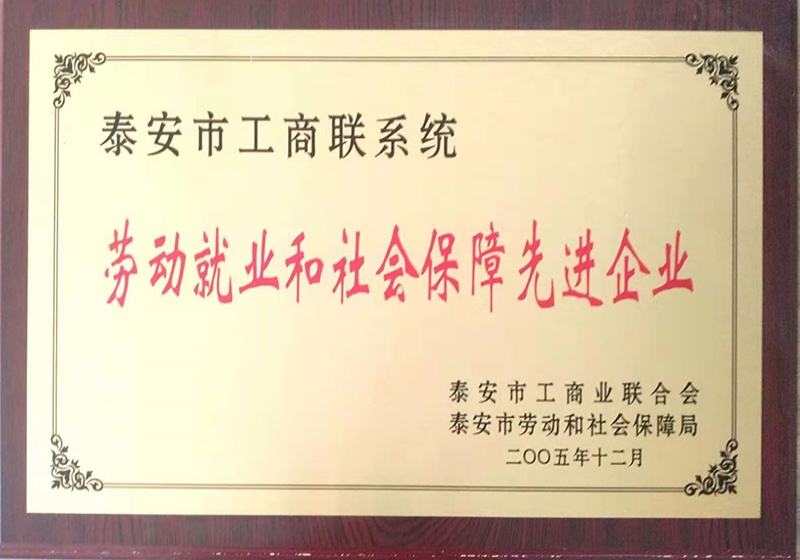 泰安市工商联系统
劳动就业和社会保障先进企业
泰安市工商业联合会
泰安市劳动和社会保障局
二〇〇五年十二月